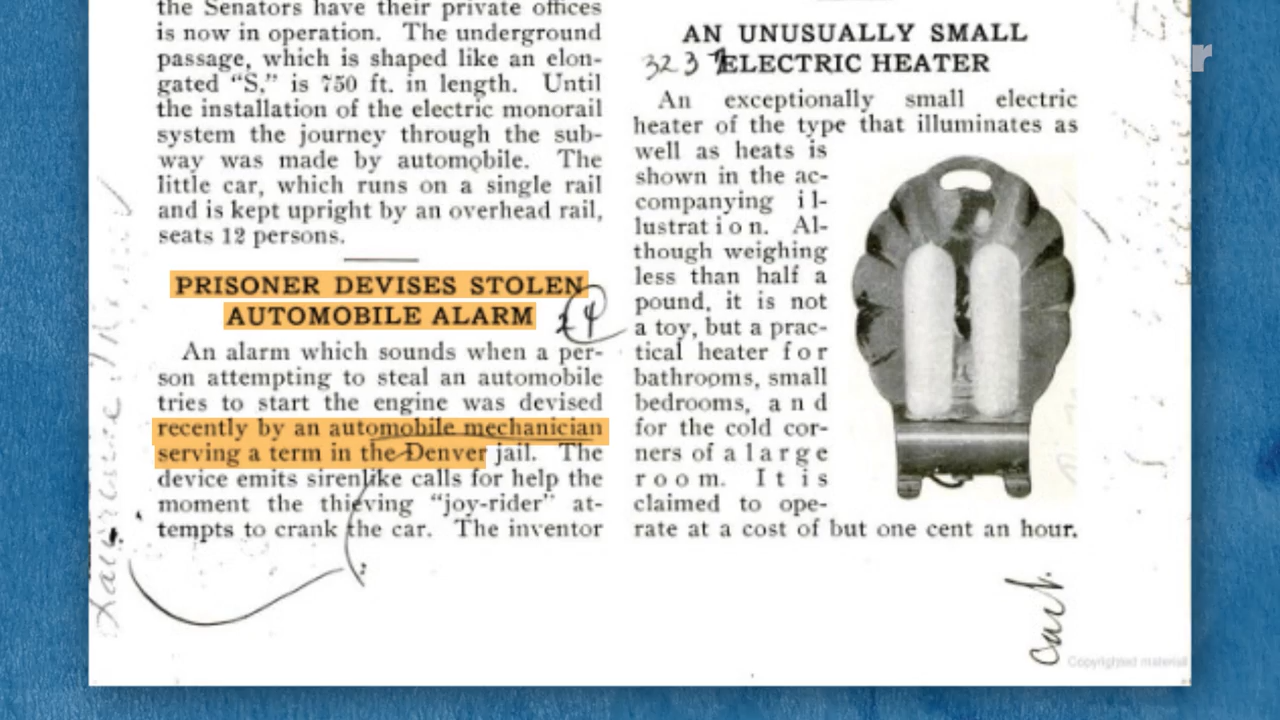 the Senators have their private offices
is now in operation. The underground
passage, which is shaped like an elon-
gated “S,” is 750 ft. in length. Until
the installation of the electric monorail
system the journey through the sub-
way was made by automobile. The
little car, which runs on a single rail
and is kept upright by an overhead rail,
seats 12 persons.
PRISONER DEVISES STOLEN
AUTOMOBILE ALARM
24
An alarm which sounds when a per-
son attempting to steal an automobile
tries to start the engine was devised
recently by an automobile mechanician
serving a term in the Denver jail. The
device emits sirenlike calls for help the
moment the thieving “joy-rider” at-
tempts to crank the car. The inventor
AN UNUSUALLY SMALL
3237 ELECTRIC HEATER
An exceptionally small electric
heater of the type that illuminates as
well as heats is
shown in the ac-
companying il-
lustration. Al-
though weighing
less than half a
pound, it is not
a toy, but a prac-
tical heater for
bathrooms, small
bedrooms, and
for the cold cor-
ners of a large
room. It is
claimed to ope-
rate at a cost of but one cent an hour.
Copyrighted material
r